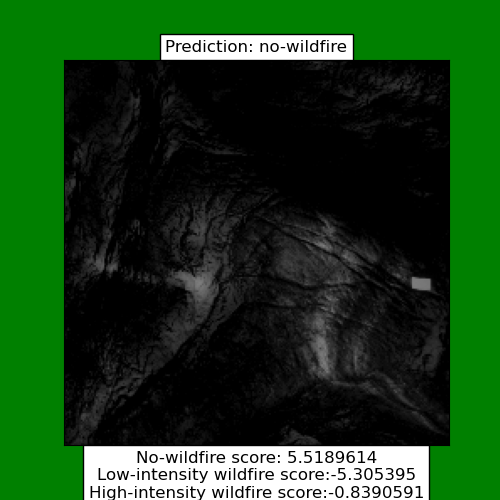 Prediction: no-wildfire
No-wildfire score: 5.5189614
Low-intensity wildfire score:-5.305395
High-intensity wildfire score:-0.8390591